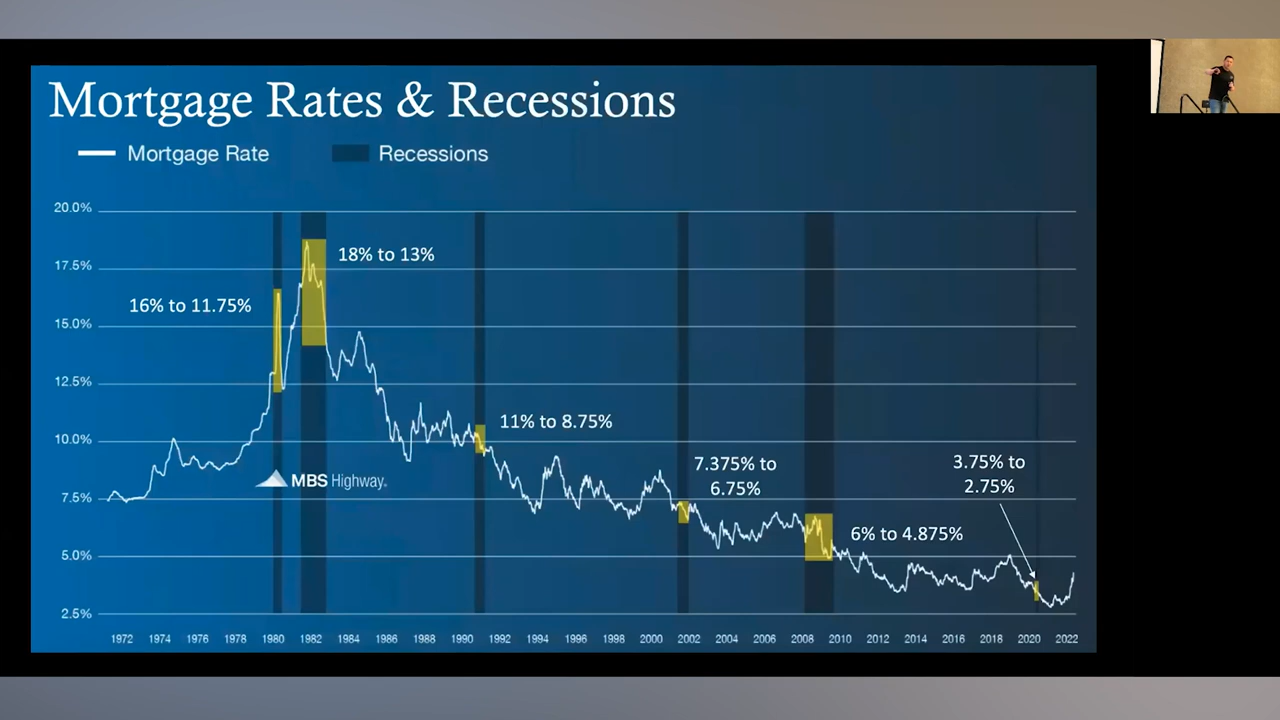 Mortgage Rates & Recessions
Mortgage Rate
Recessions
20.0%
17.5%
15.0%
12.5%
10.0%
7.5%
5.0%
2.5%
18% to 13%
16% to 11.75%
11% to 8.75%
7.375% to
6.75%
3.75% to
2.75%
MBS Highway
6% to 4.875%
1972 1974 1976 1978 1980 1982 1984 1986 1988 1990 1992 1994 1996 1998 2000 2002 2004 2006 2008 2010 2012 2014 2016 2018 2020 2022